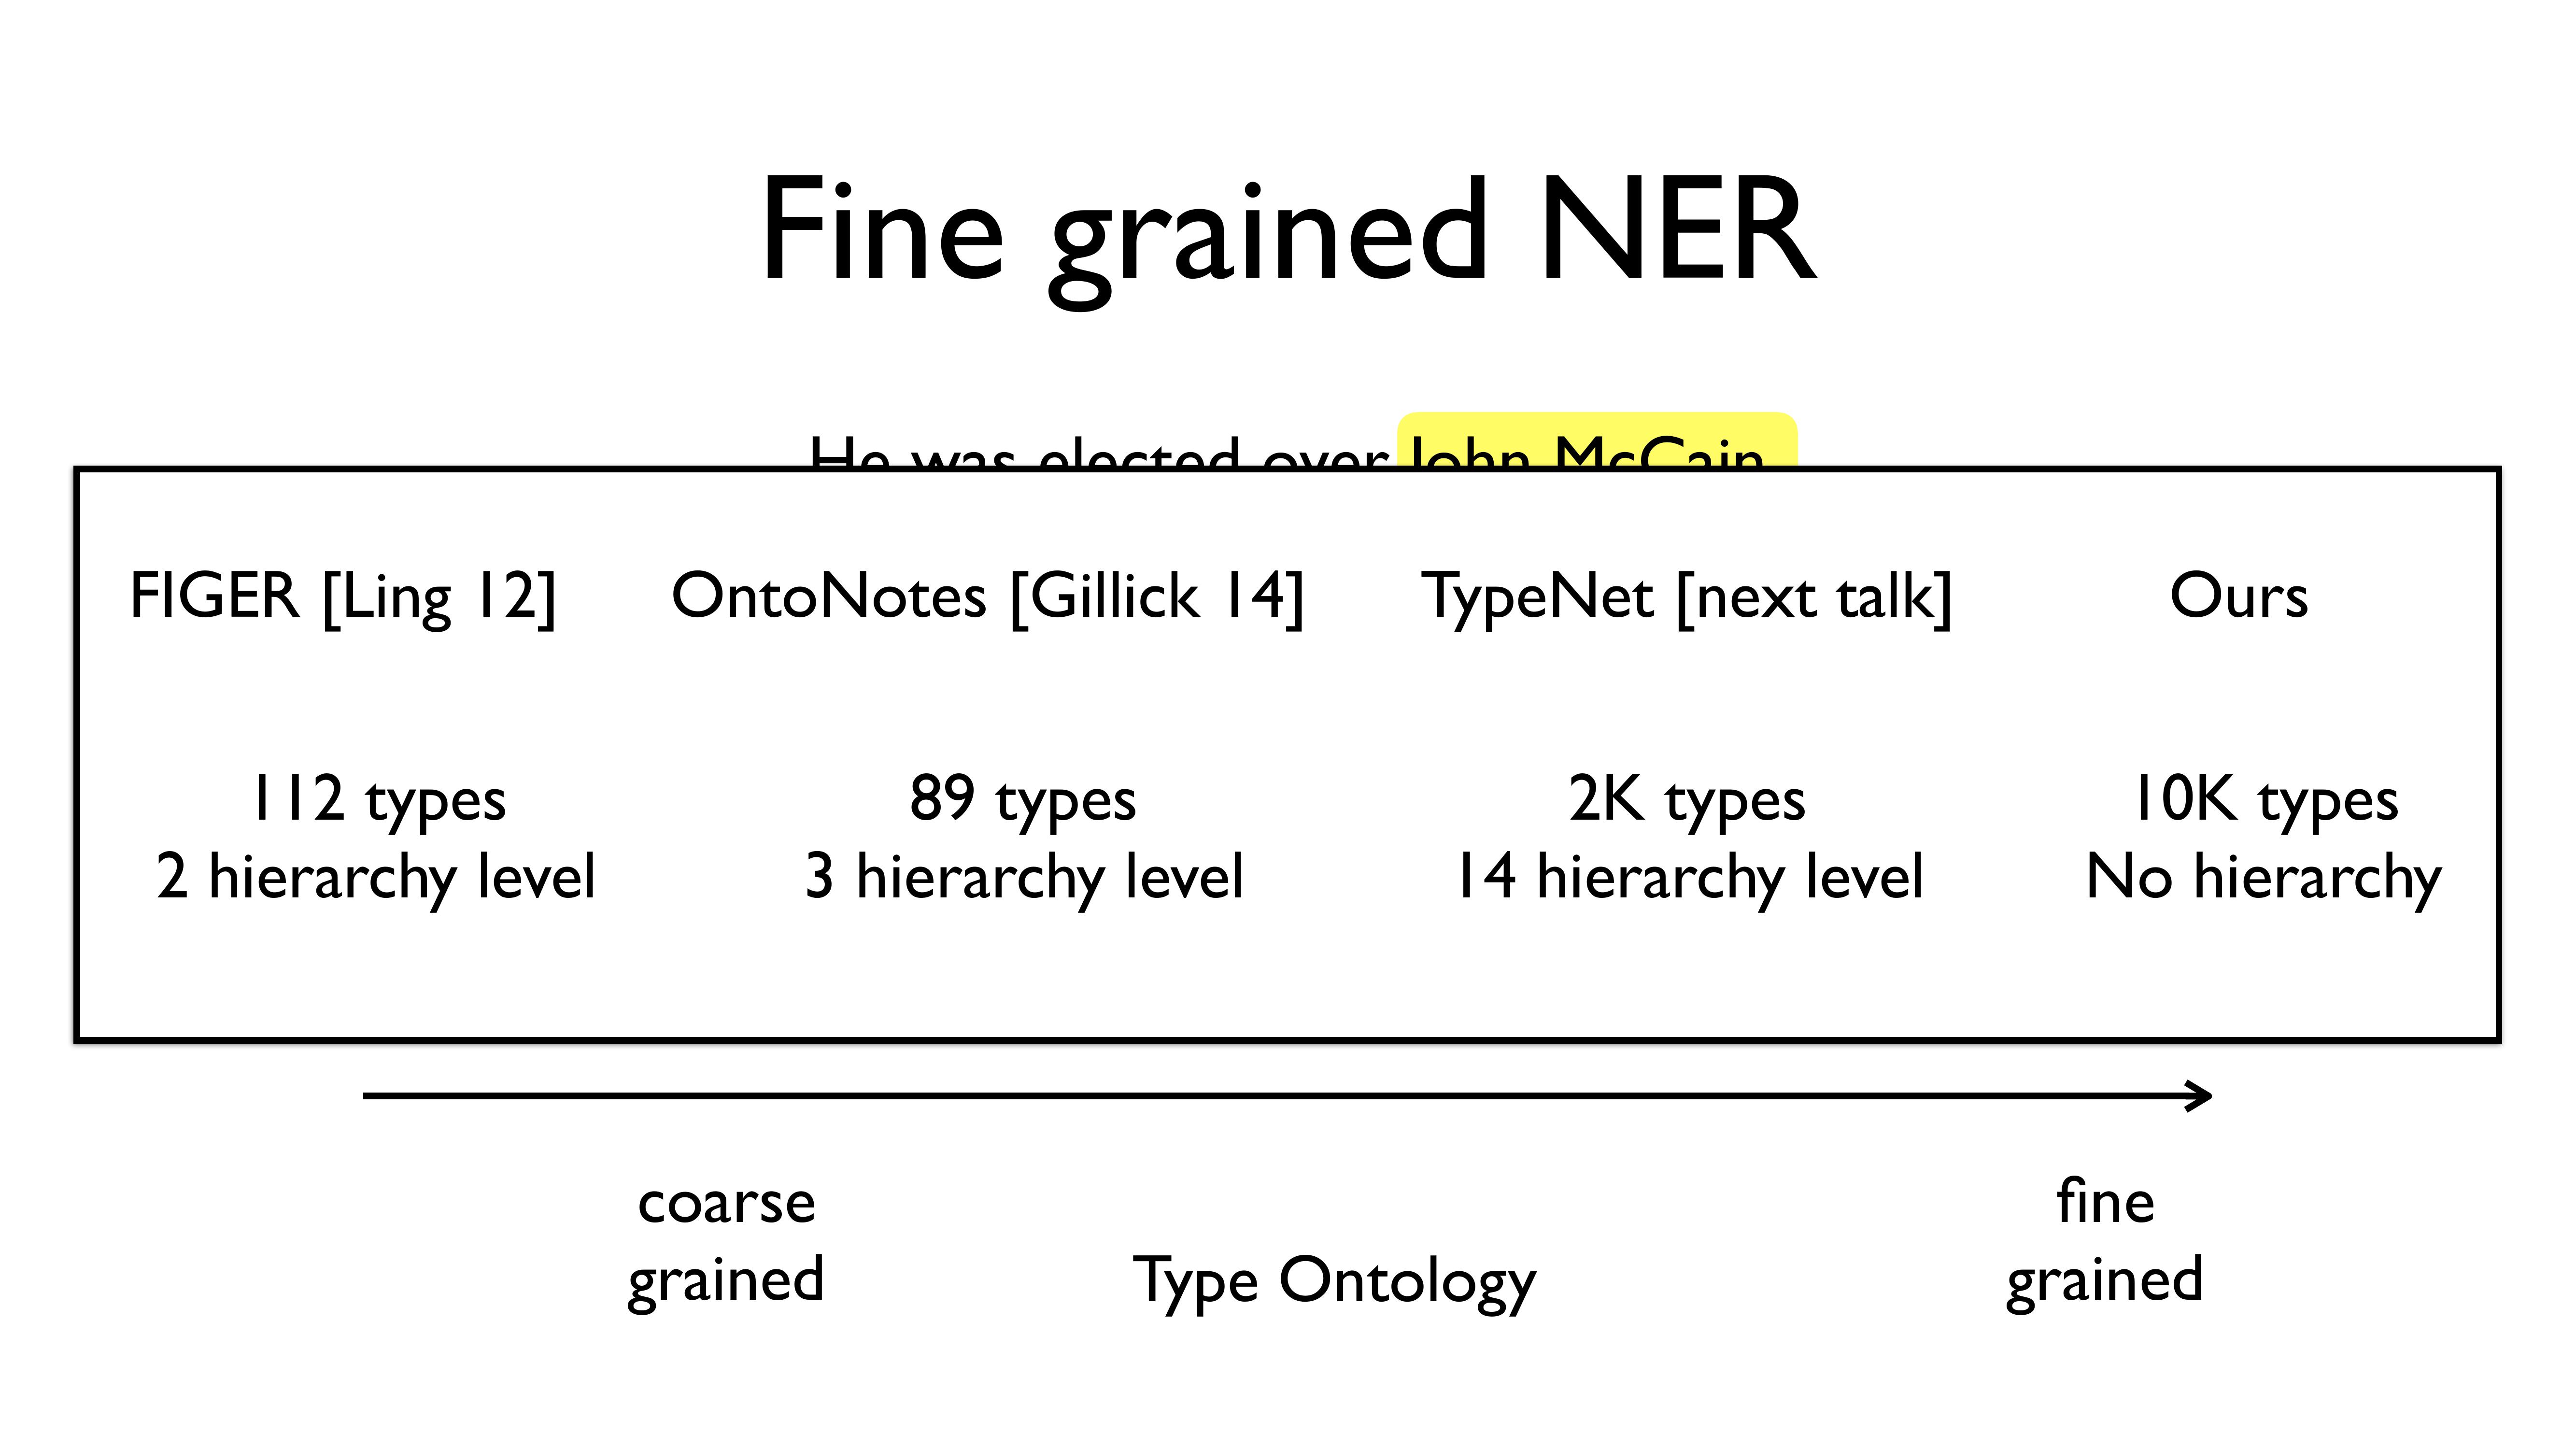 Fine grained NER
He was elected over John McCain
FIGER [Ling 12] OntoNotes [Gillick 14] TypeNet [next talk] Ours
112 types 89 types 2K types 10K types
2 hierarchy level 3 hierarchy level 14 hierarchy level No hierarchy
coarse fine
grained Type Ontology grained